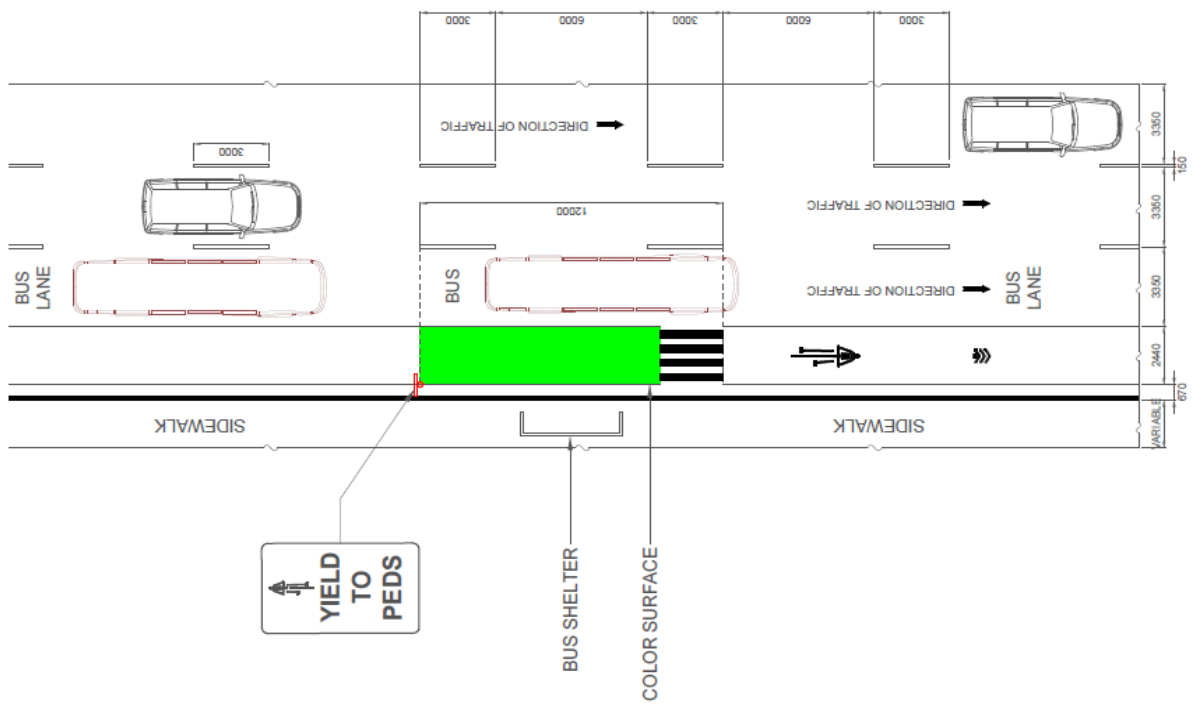 3000
6000
3000
6000
3000
DIRECTION OF TRAFFIC
3350
3000
150
12000
DIRECTION OF TRAFFIC
3350
BUS
LANE
BUS
DIRECTION OF TRAFFIC
BUS
LANE
3350
2440
670
SIDEWALK
SIDEWALK
VARIABLE
YIELD
TO
PEDS
BUS SHELTER
COLOR SURFACE